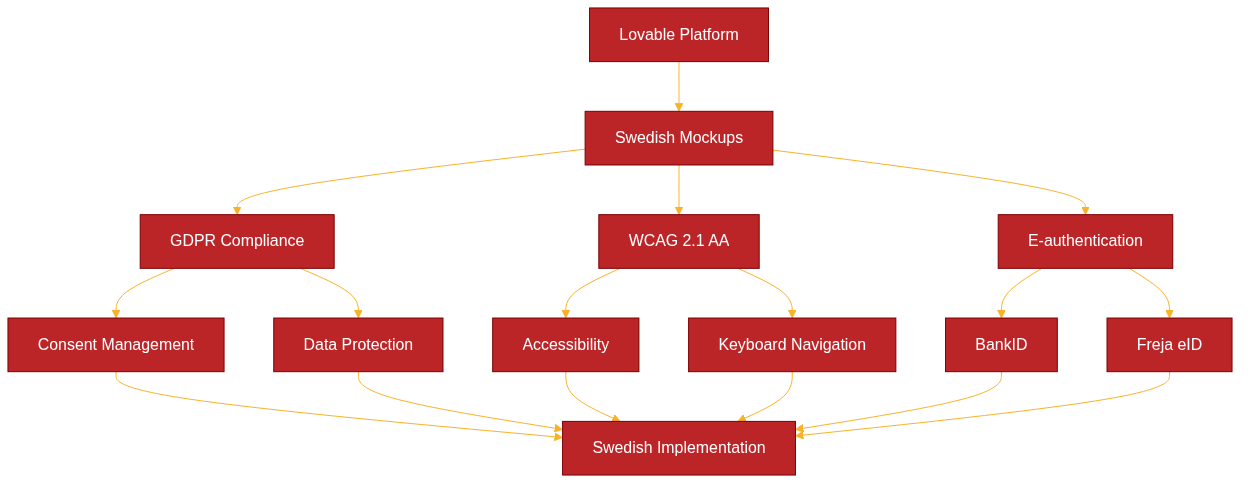 Lovable Platform
Swedish Mockups
GDPR Compliance
WCAG 2.1 AA
E-authentication
Consent Management
Data Protection
Accessibility
Keyboard Navigation
BankID
Freja eID
Swedish Implementation